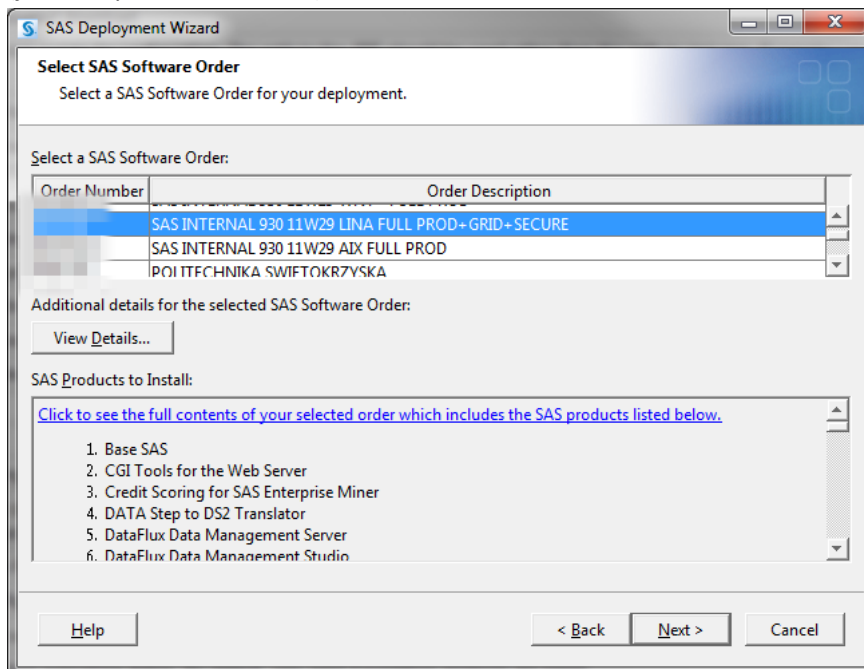 SAS Deployment Wizard
Select SAS Software Order
Select a SAS Software Order for your deployment.
Select a SAS Software Order:
Order Number Order Description
SAS INTERNAL 930 11W29 LINA FULL PROD+GRID+SECURE
SAS INTERNAL 930 11W29 AIX FULL PROD
POLITECHNIKA SWIETOKRZYSKA
Additional details for the selected SAS Software Order:
View Details...
SAS Products to Install:
Click to see the full contents of your selected order which includes the SAS products listed below.
1. Base SAS
2. CGI Tools for the Web Server
3. Credit Scoring for SAS Enterprise Miner
4. DATA Step to DS2 Translator
5. DataFlux Data Management Server
6. DataFlux Data Management Studio
Help < Back Next > Cancel